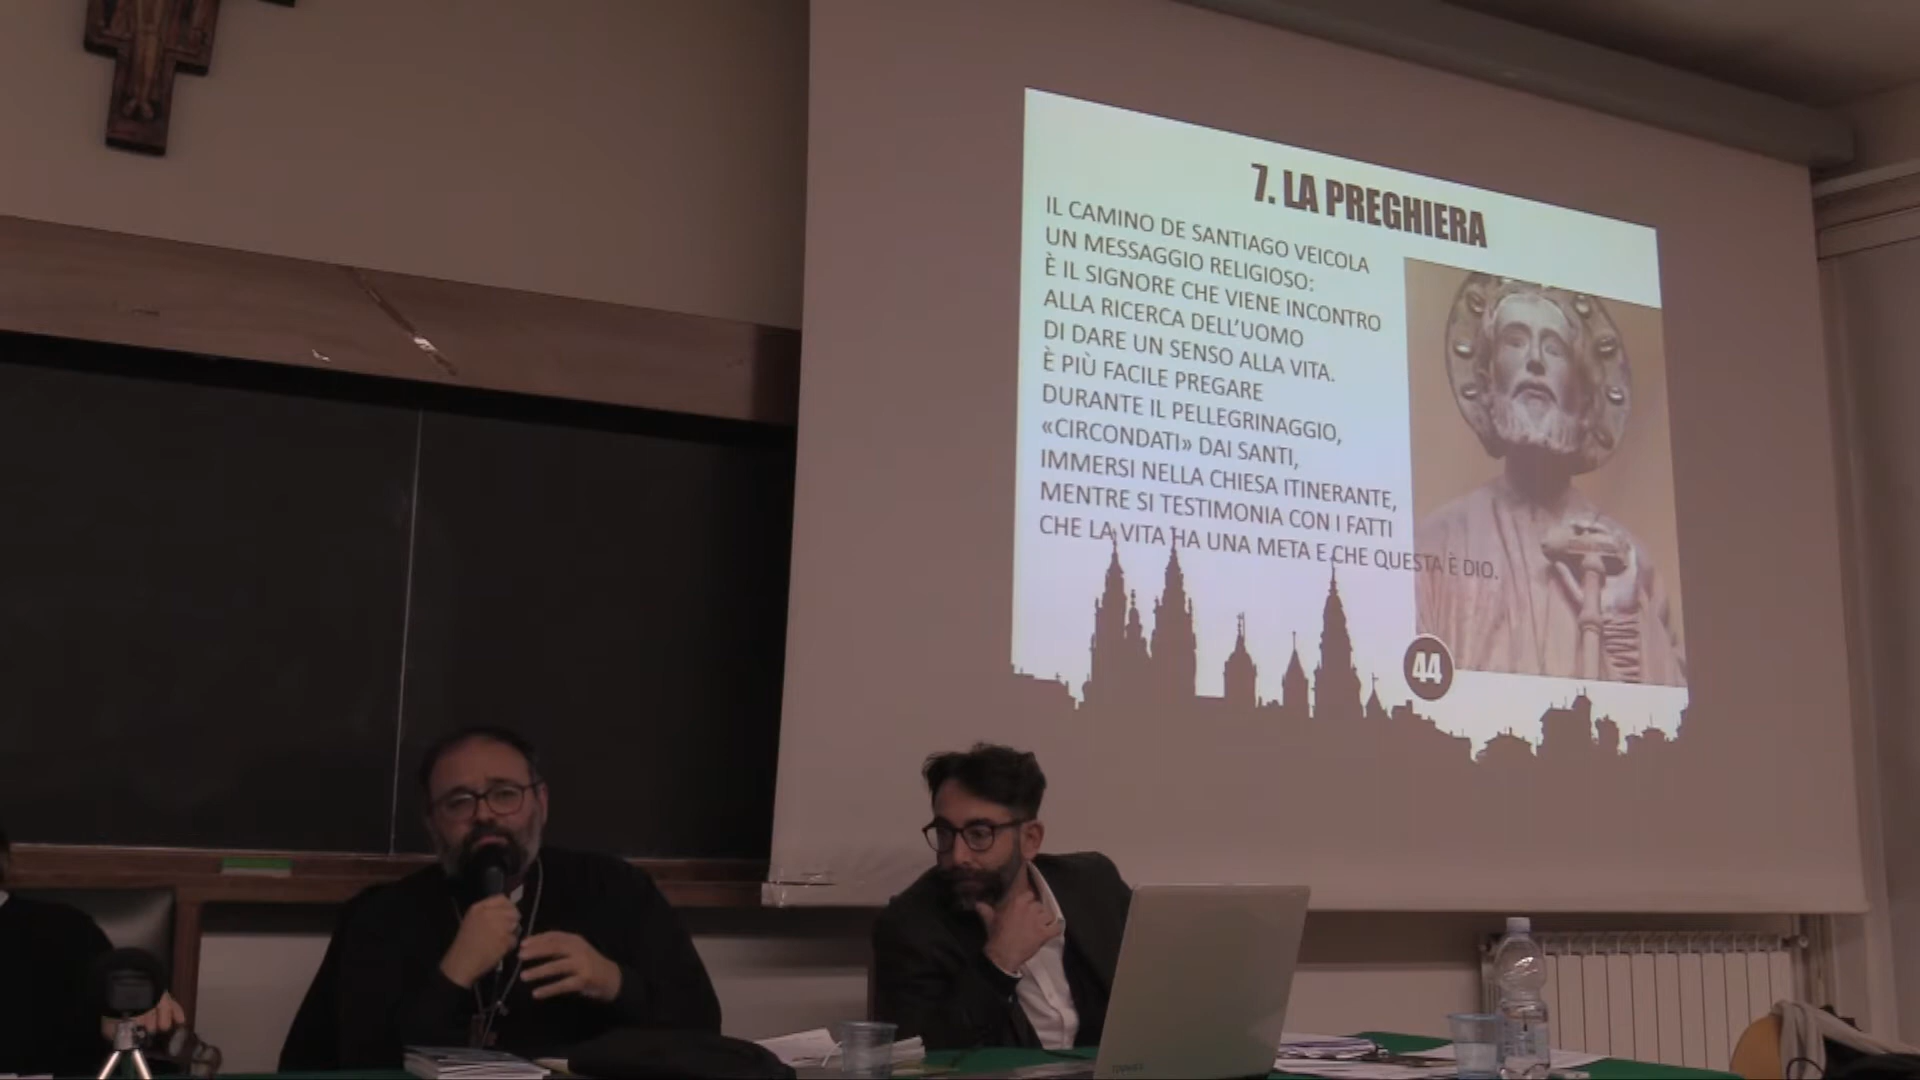 7. LA PREGHIERA
IL CAMINO DE SANTIAGO VEICOLA
UN MESSAGGIO RELIGIOSO:
È IL SIGNORE CHE VIENE INCONTRO
ALLA RICERCA DELL'UOMO
DI DARE UN SENSO ALLA VITA.
È PIÙ FACILE PREGARE
DURANTE IL PELLEGRINAGGIO,
«CIRCONDATI» DAI SANTI,
IMMERSI NELLA CHIESA ITINERANTE,
MENTRE SI TESTIMONIA CON I FATTI
CHE LA VITA HA UNA META E CHE QUESTA È DIO.
44